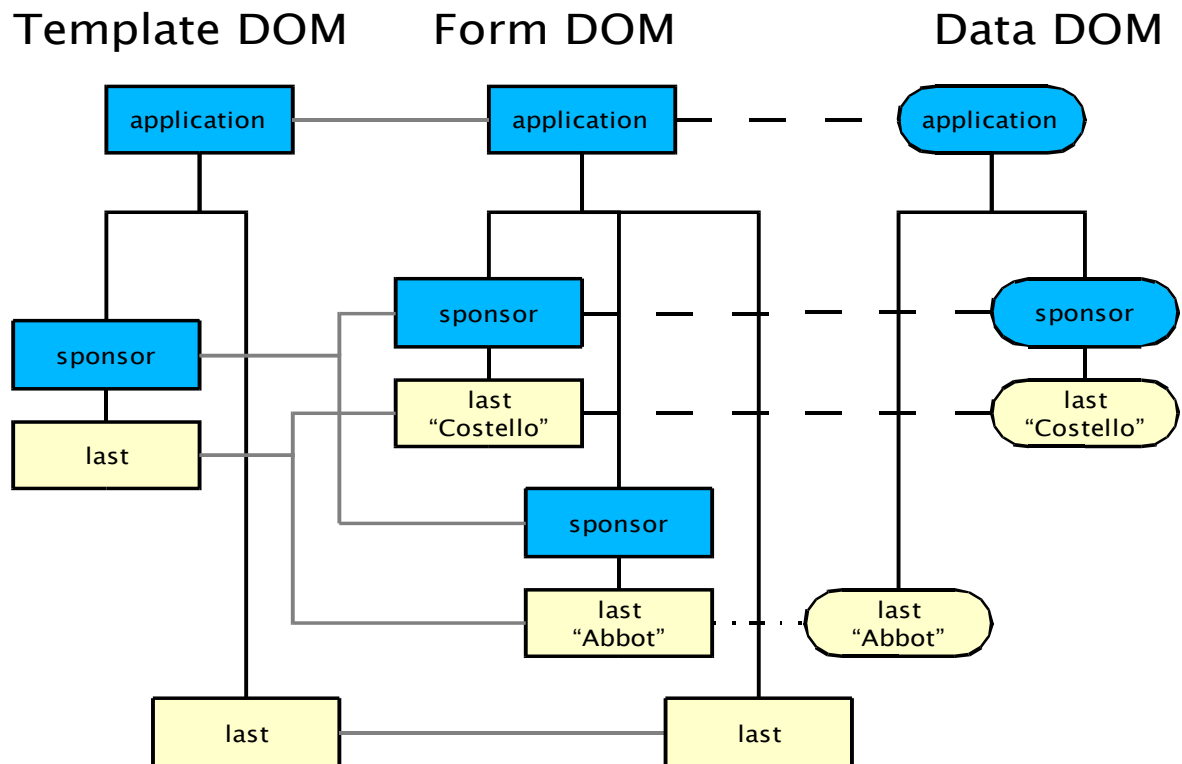 Template DOM
Form DOM
Data DOM
application
application
application
sponsor
sponsor
sponsor
last
“Costello”
last
“Costello”
last
sponsor
last
“Abbot”
last
“Abbot”
last
last